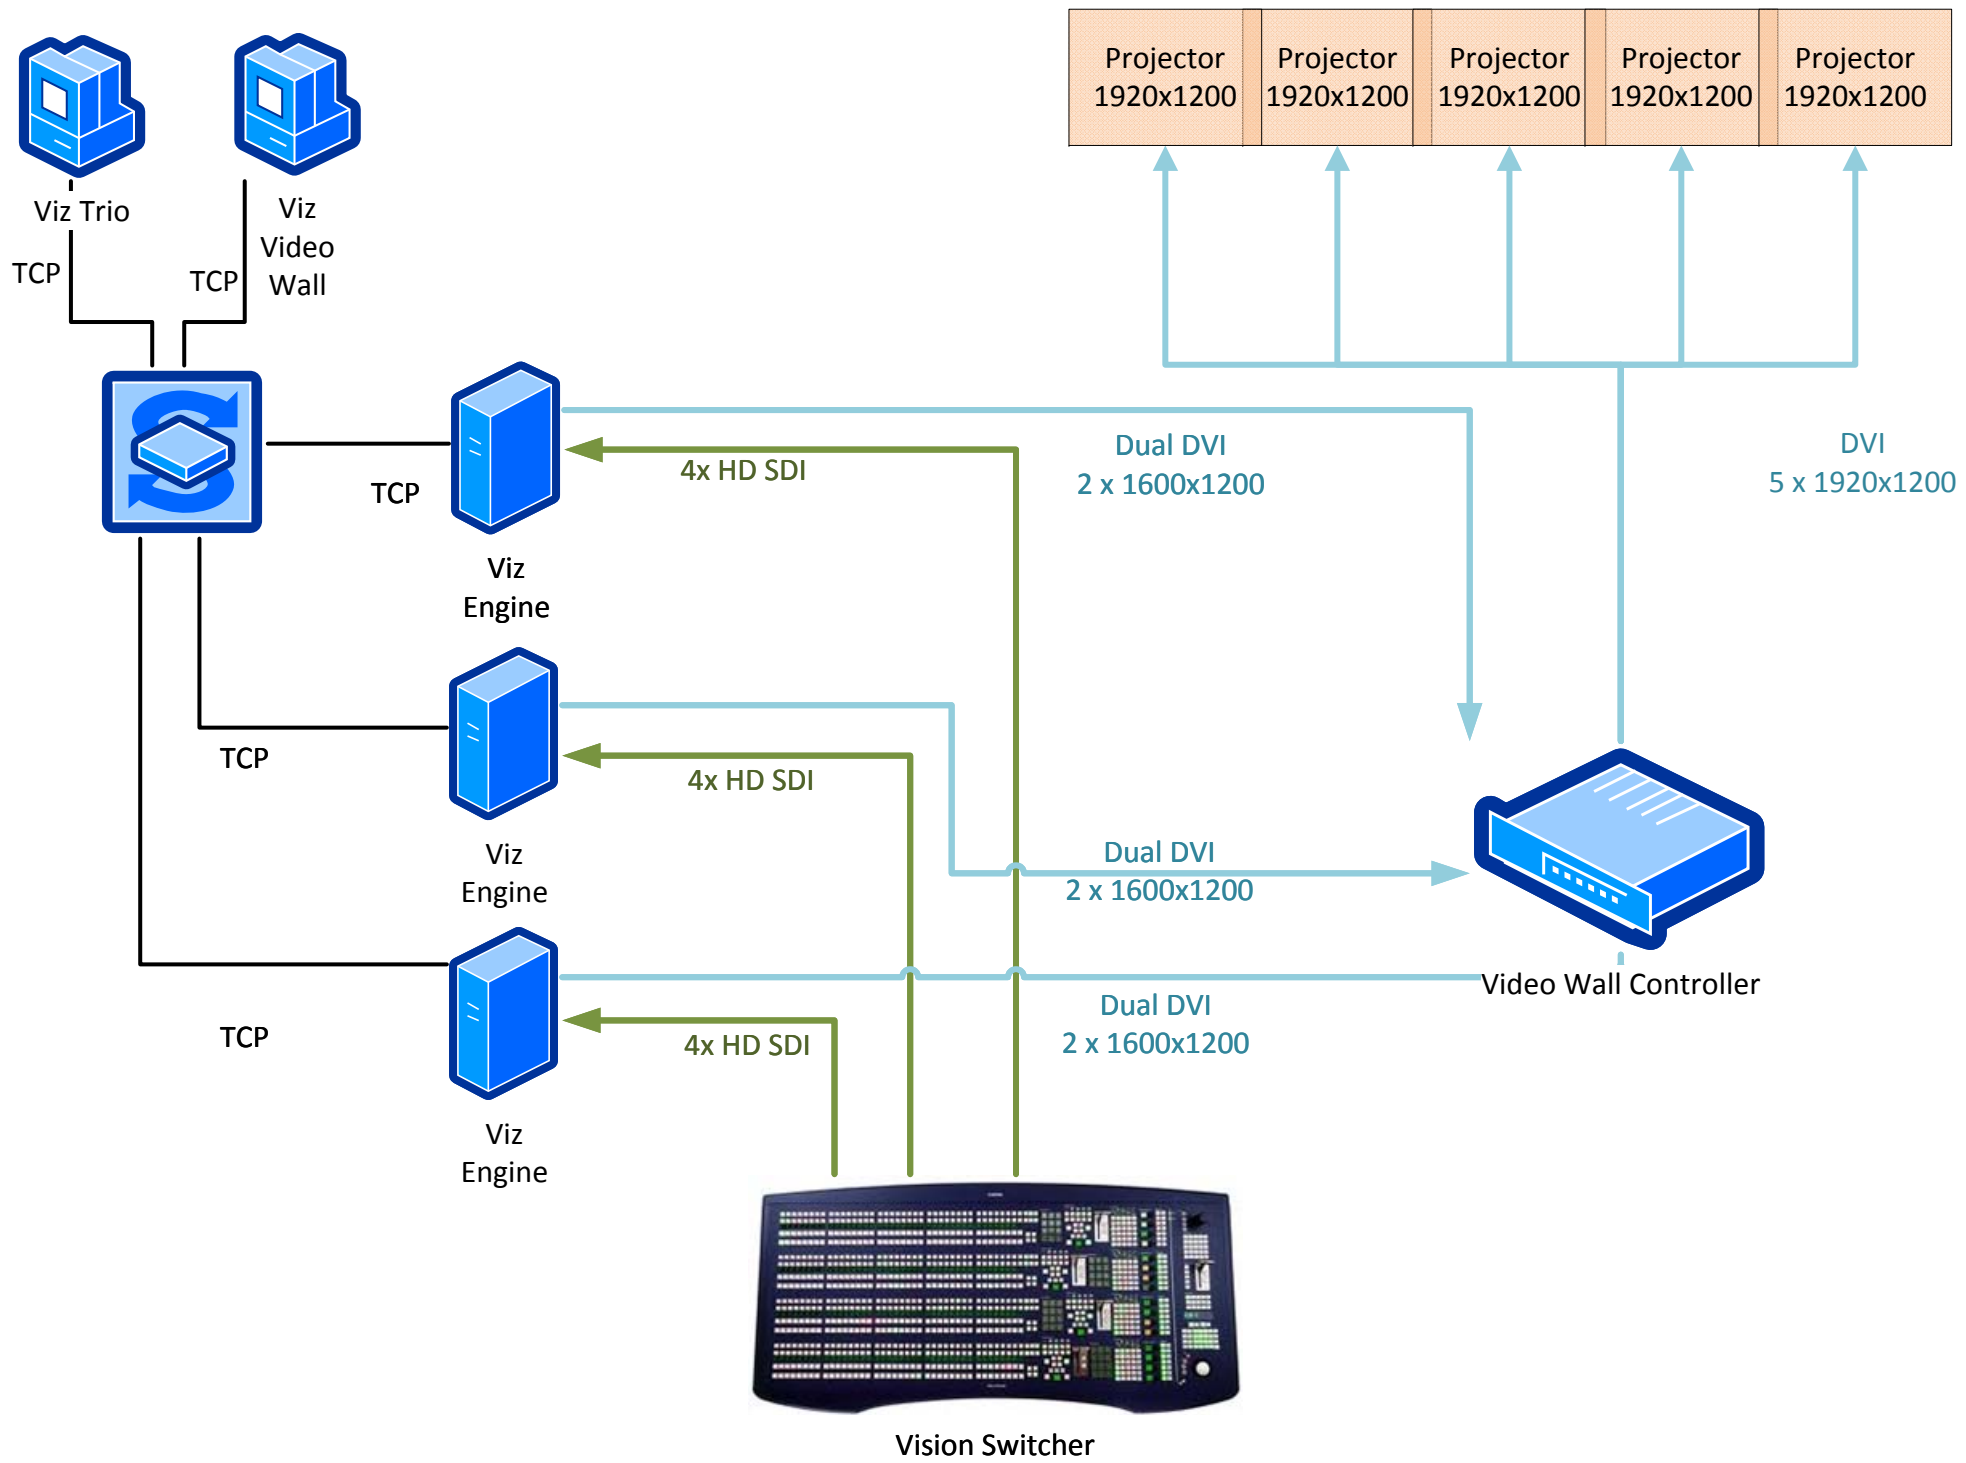 Projector
1920x1200
Projector
1920x1200
Projector
1920x1200
Projector
1920x1200
Projector
1920x1200
Viz Trio
Viz
Video
Wall
TCP
TCP
TCP
Viz
Engine
4x HD SDI
Dual DVI
2 x 1600x1200
DVI
5 x 1920x1200
TCP
Viz
Engine
4x HD SDI
Dual DVI
2 x 1600x1200
Video Wall Controller
TCP
Viz
Engine
4x HD SDI
Dual DVI
2 x 1600x1200
Vision Switcher